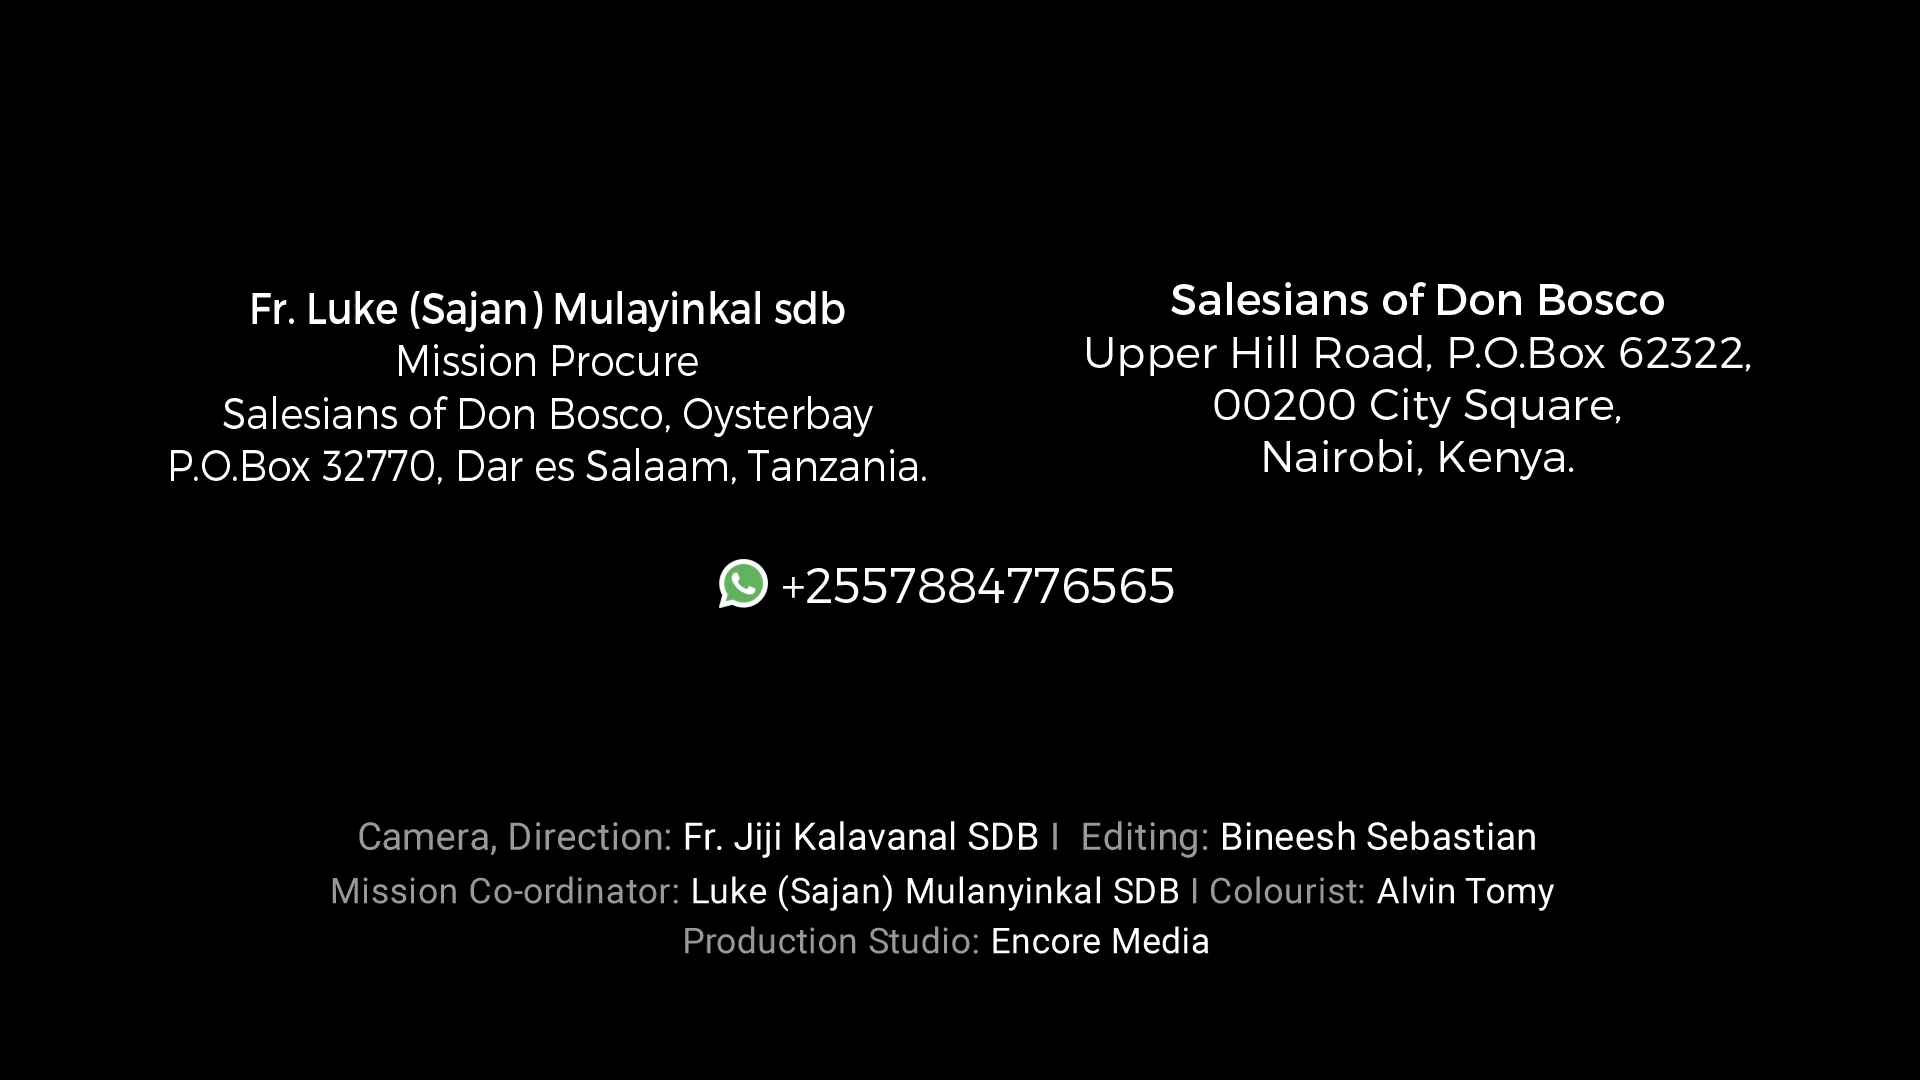 Fr. Luke (Sajan) Mulayinkal sdb
Mission Procure
Salesians of Don Bosco, Oysterbay
P.O.Box 32770, Dar es Salaam, Tanzania.
Salesians of Don Bosco
Upper Hill Road, P.O.Box 62322,
00200 City Square,
Nairobi, Kenya.
+2557884776565
Camera, Direction: Fr. Jiji Kalavanal SDB I Editing: Bineesh Sebastian
Mission Co-ordinator: Luke (Sajan) Mulanyinkal SDB I Colourist: Alvin Tomy
Production Studio: Encore Media